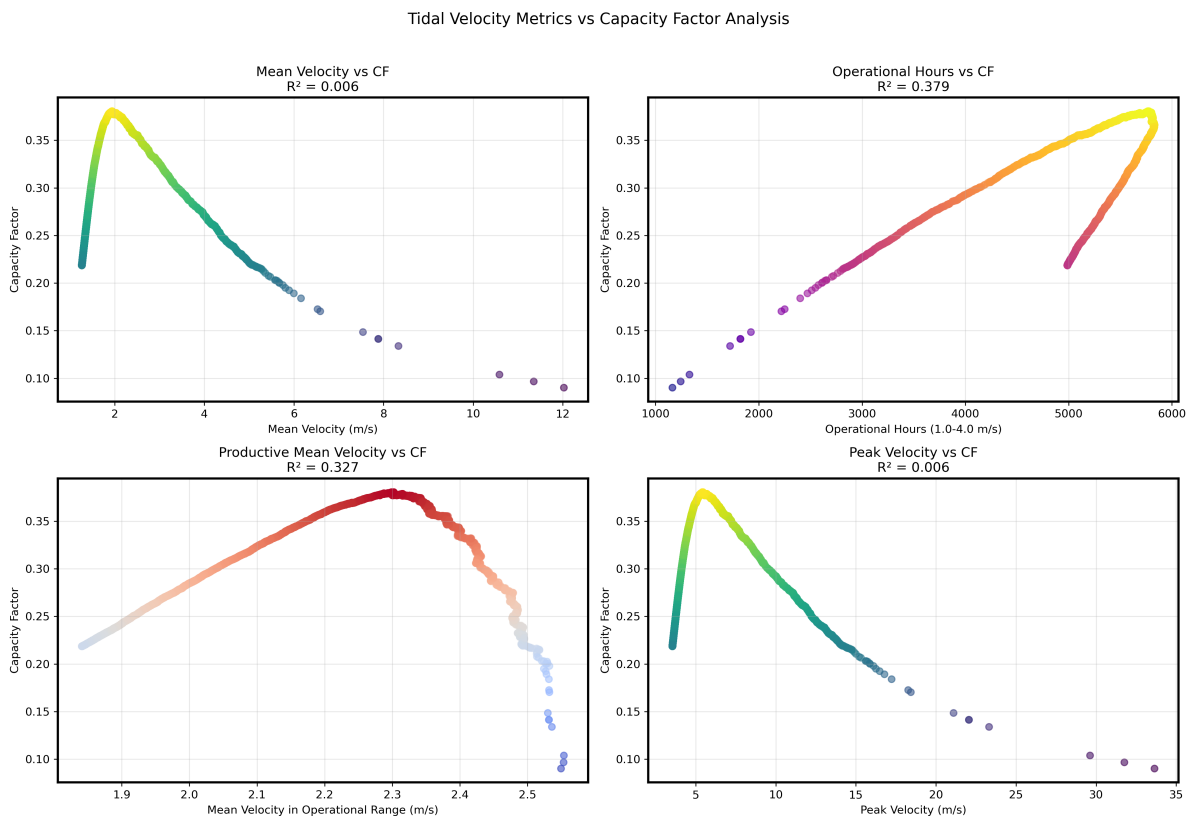 Tidal Velocity Metrics vs Capacity Factor Analysis
Mean Velocity vs CF
R² = 0.006
Capacity Factor
0.35
0.30
0.25
0.20
0.15
0.10
2 4 6 8 10 12
Mean Velocity (m/s)
Operational Hours vs CF
R² = 0.379
Capacity Factor
0.35
0.30
0.25
0.20
0.15
0.10
1000 2000 3000 4000 5000 6000
Operational Hours (1.0-4.0 m/s)
Productive Mean Velocity vs CF
R² = 0.327
Capacity Factor
0.35
0.30
0.25
0.20
0.15
0.10
1.9 2.0 2.1 2.2 2.3 2.4 2.5
Mean Velocity in Operational Range (m/s)
Peak Velocity vs CF
R² = 0.006
Capacity Factor
0.35
0.30
0.25
0.20
0.15
0.10
5 10 15 20 25 30 35
Peak Velocity (m/s)